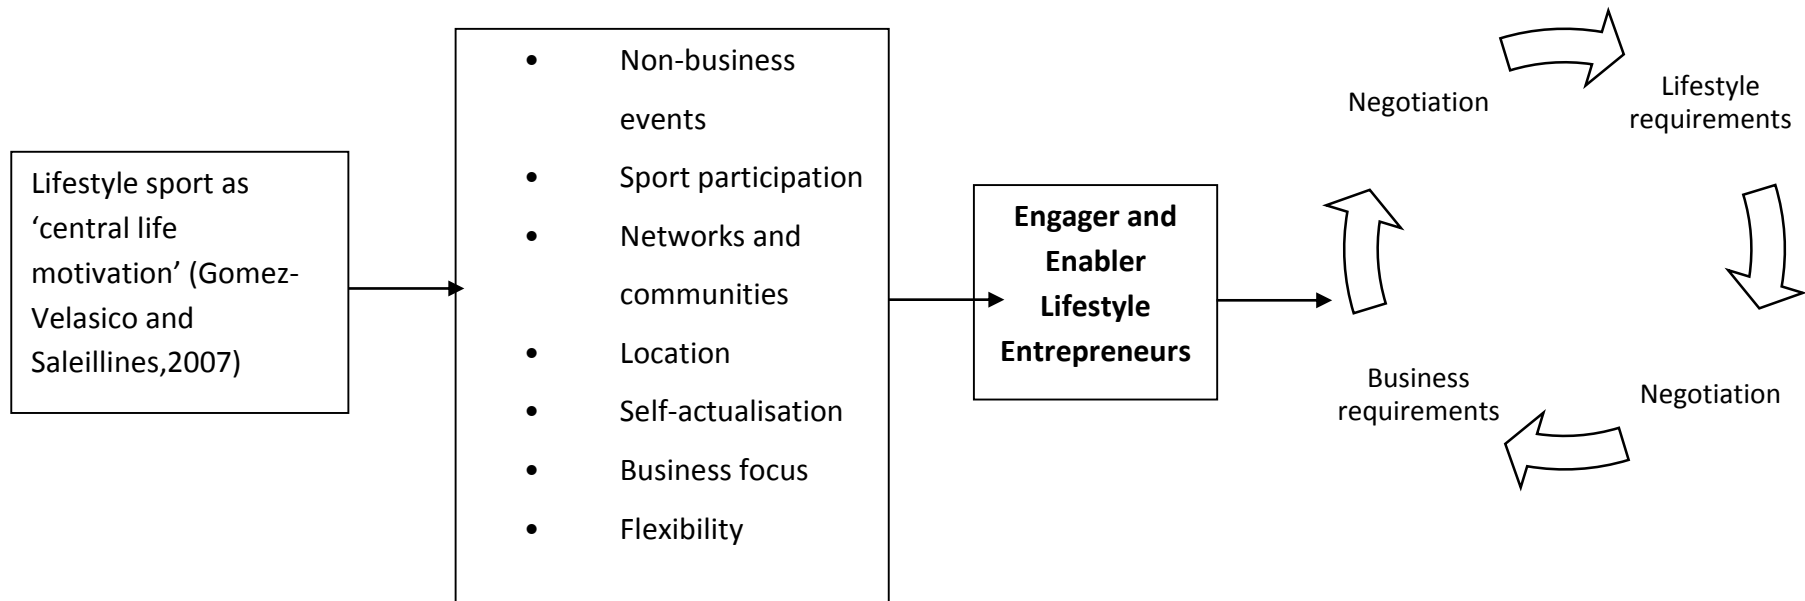 Lifestyle sport as
‘central life
motivation’ (Gomez-
Velasico and
Saleillines,2007)
• Non-business
events
• Sport participation
• Networks and
communities
• Location
• Self-actualisation
• Business focus
• Flexibility
Engager and
Enabler
Lifestyle
Entrepreneurs
Negotiation
Lifestyle
requirements
Business
requirements
Negotiation